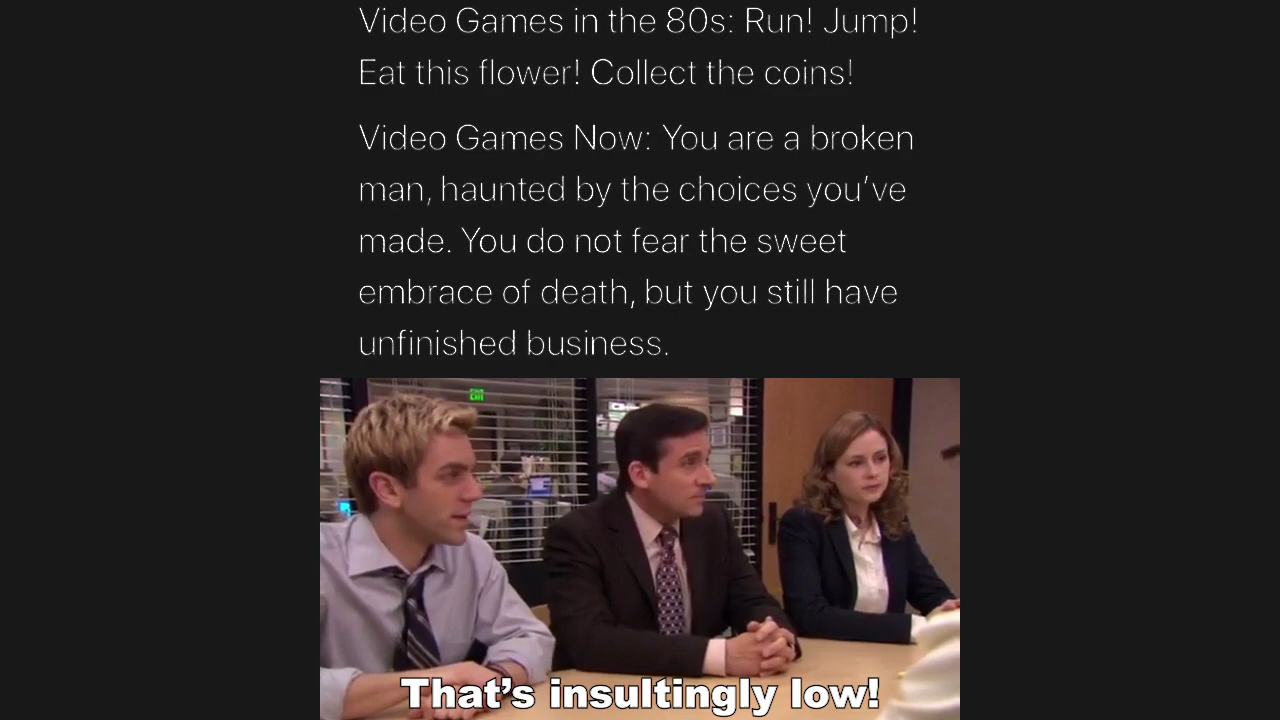 Video Games in the 80s: Run! Jump!
Eat this flower! Collect the coins!
Video Games Now: You are a broken
man, haunted by the choices you’ve
made. You do not fear the sweet
embrace of death, but you still have
unfinished business.
EXIT
That’s insultingly low!